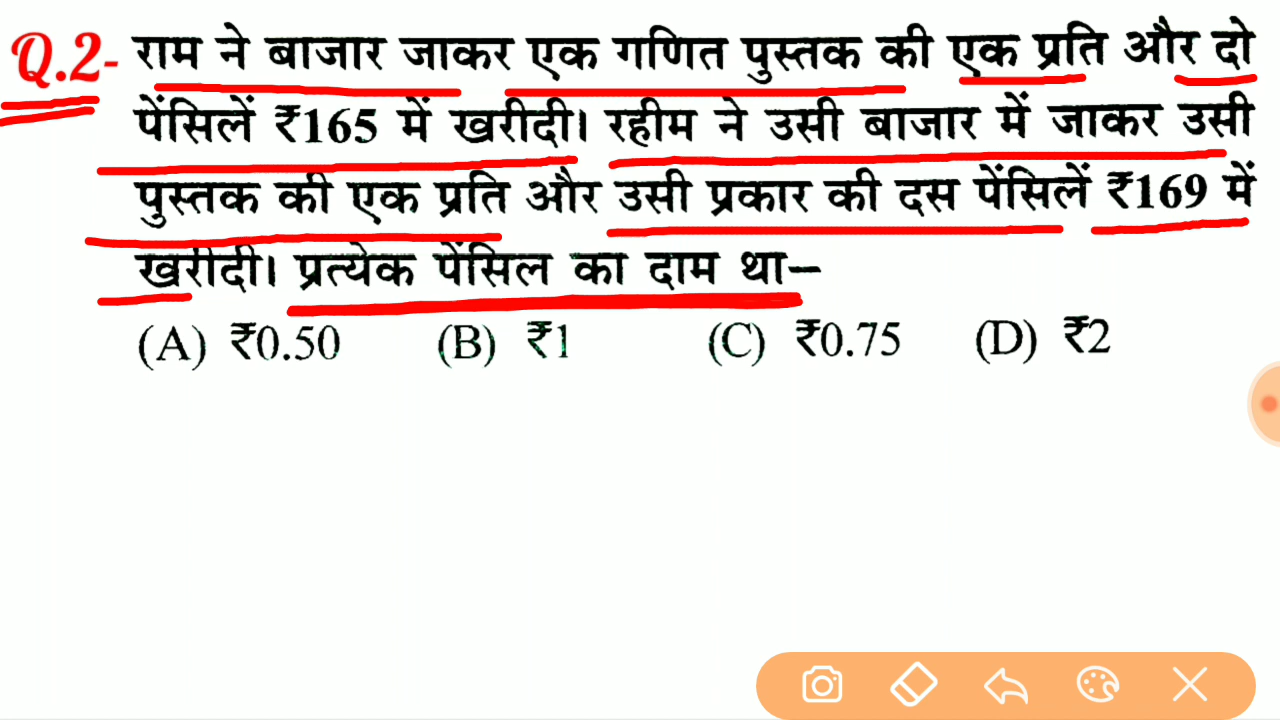 Q.2- राम ने बाजार जाकर एक गणित पुस्तक की एक प्रति और दो
पेंसिलें ₹165 में खरीदी। रहीम ने उसी बाजार में जाकर उसी
पुस्तक की एक प्रति और उसी प्रकार की दस पेंसिलें ₹169 में
खरीदी। प्रत्येक पेंसिल का दाम था–
(A) ₹0.50 (B) ₹1 (C) ₹0.75 (D) ₹2